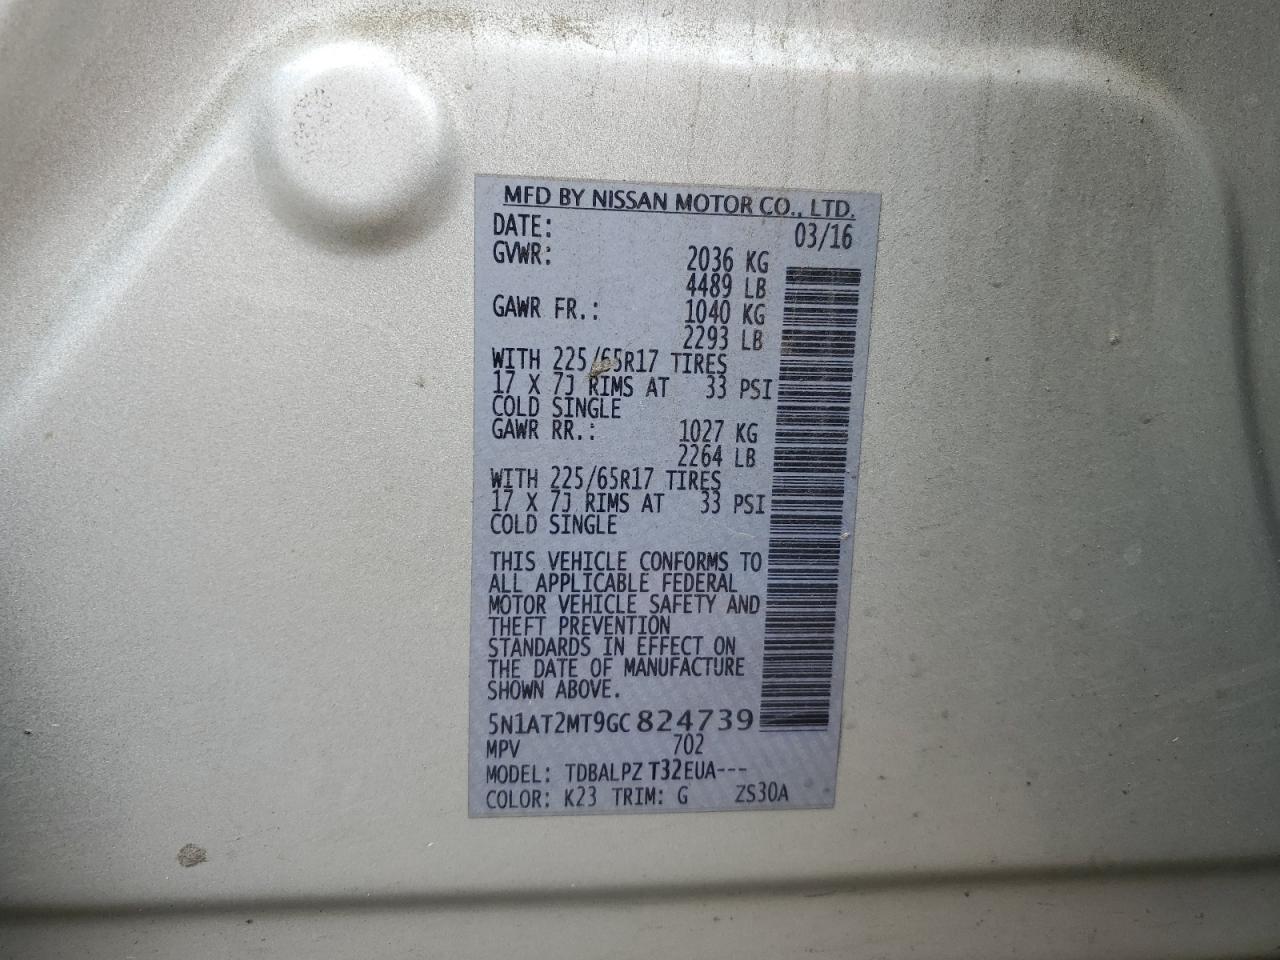 MFD BY NISSAN MOTOR CO., LTD.
DATE: 03/16
GVWR: 2036 KG
4489 LB
GAWR FR.: 1040 KG
2293 LB
WITH 225/65R17 TIRES
17 X 7J RIMS AT 33 PSI
COLD SINGLE
GAWR RR.: 1027 KG
2264 LB
WITH 225/65R17 TIRES
17 X 7J RIMS AT 33 PSI
COLD SINGLE
THIS VEHICLE CONFORMS TO
ALL APPLICABLE FEDERAL
MOTOR VEHICLE SAFETY AND
THEFT PREVENTION
STANDARDS IN EFFECT ON
THE DATE OF MANUFACTURE
SHOWN ABOVE.
5N1AT2MT9GC824739
MPV 702
MODEL: TDBALPZ T32EUA---
COLOR: K23 TRIM: G ZS30A